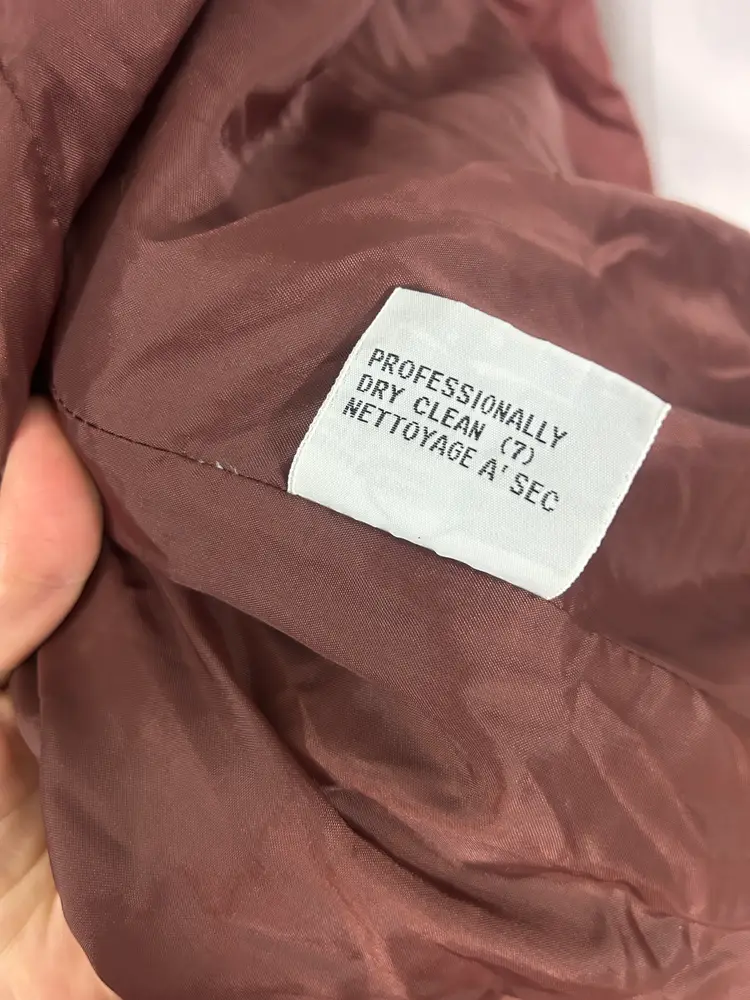 PROFESSIONALLY
DRY CLEAN (7)
NETTOYAGE A' SEC